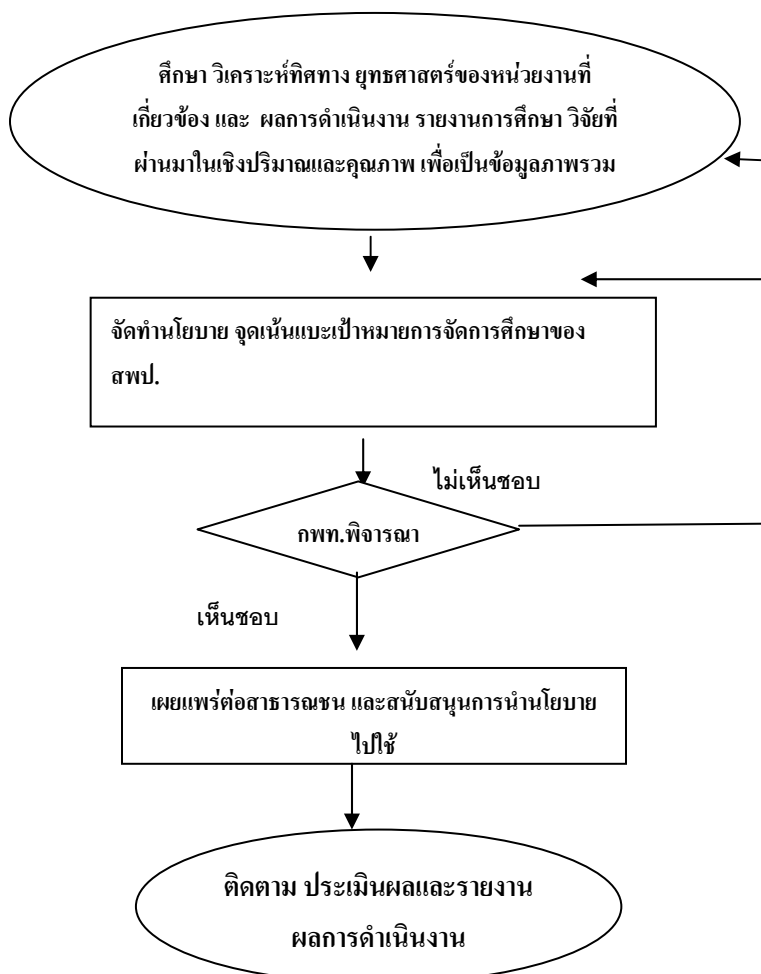 ศึกษา วิเคราะห์ทิศทาง ยุทธศาสตร์ของหน่วยงานที่
เกี่ยวข้อง และ ผลการดำเนินงาน รายงานการศึกษา วิจัยที่
ผ่านมาในเชิงปริมาณและคุณภาพ เพื่อเป็นข้อมูลภาพรวม
จัดทำนโยบาย จุดเน้นแบะเป้าหมายการจัดการศึกษาของ
สพป.
ไม่เห็นชอบ
กพท.พิจารณา
เห็นชอบ
เผยแพร่ต่อสาธารณชน และสนับสนุนการนำนโยบาย
ไปใช้
ติดตาม ประเมินผลและรายงาน
ผลการดำเนินงาน